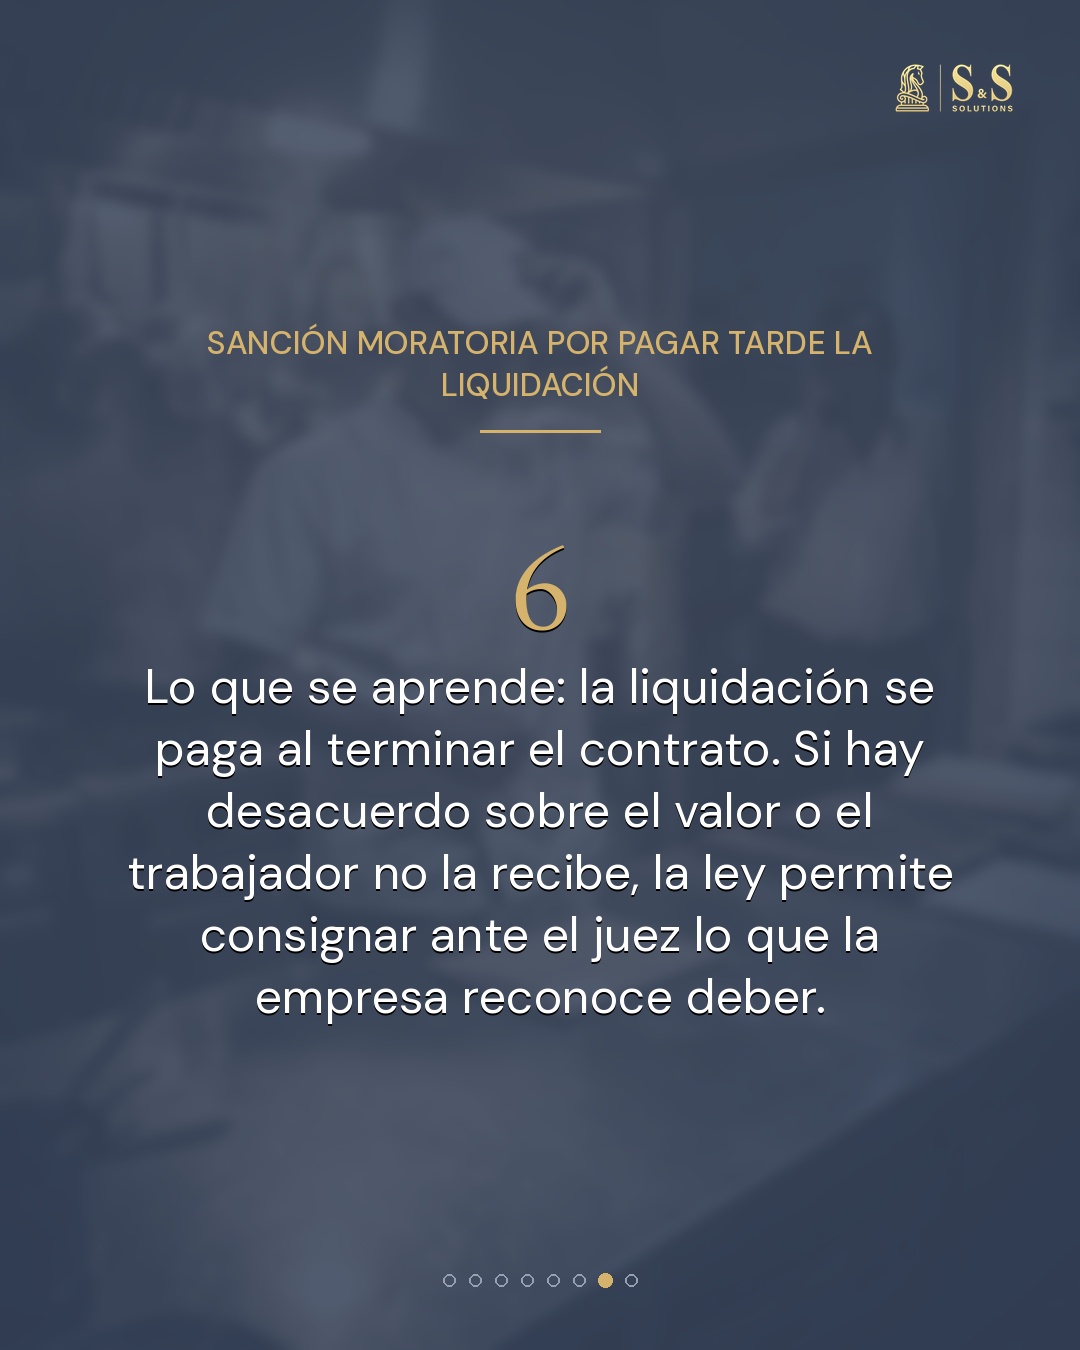 S&S
SOLUTIONS
SANCIÓN MORATORIA POR PAGAR TARDE LA
LIQUIDACIÓN
6
Lo que se aprende: la liquidación se
paga al terminar el contrato. Si hay
desacuerdo sobre el valor o el
trabajador no la recibe, la ley permite
consignar ante el juez lo que la
empresa reconoce deber.